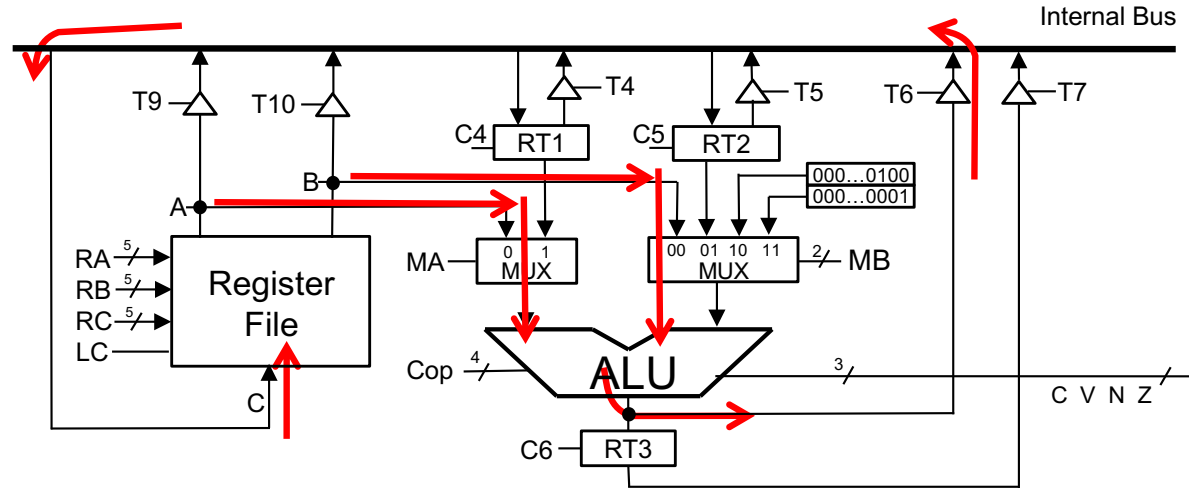 Internal Bus
T9
T10
T4
T5
T6
T7
C4
RT1
C5
RT2
000...0100
000...0001
B
A
RA
5
RB
5
RC
5
LC
Register
File
C
MA
0 1
MUX
00 01 10 11
MUX
2
MB
Cop
4
ALU
3
C V N Z
C6
RT3